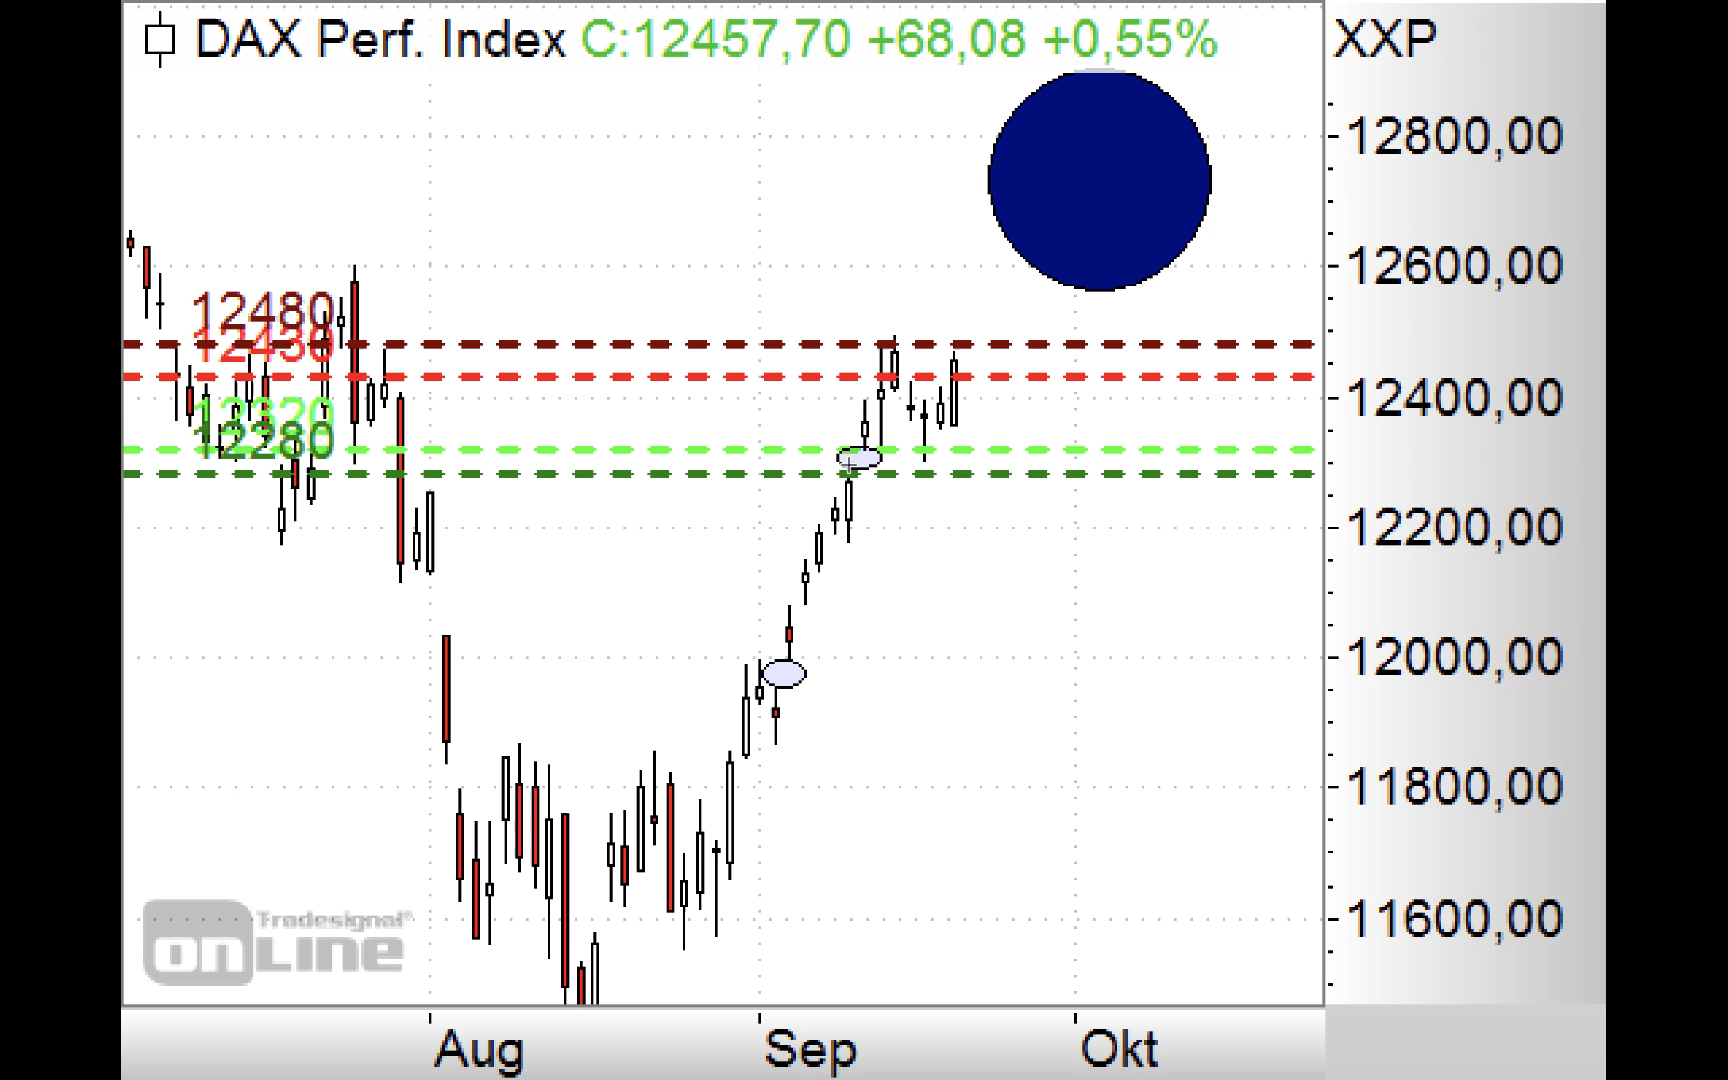 DAX Perf. Index C:12457,70 +68,08 +0,55%
XXP
12800,00
12600,00
12480
12430
12400,00
12320
12280
12200,00
12000,00
11800,00
11600,00
Tradesignal®
onLine
Aug
Sep
Okt